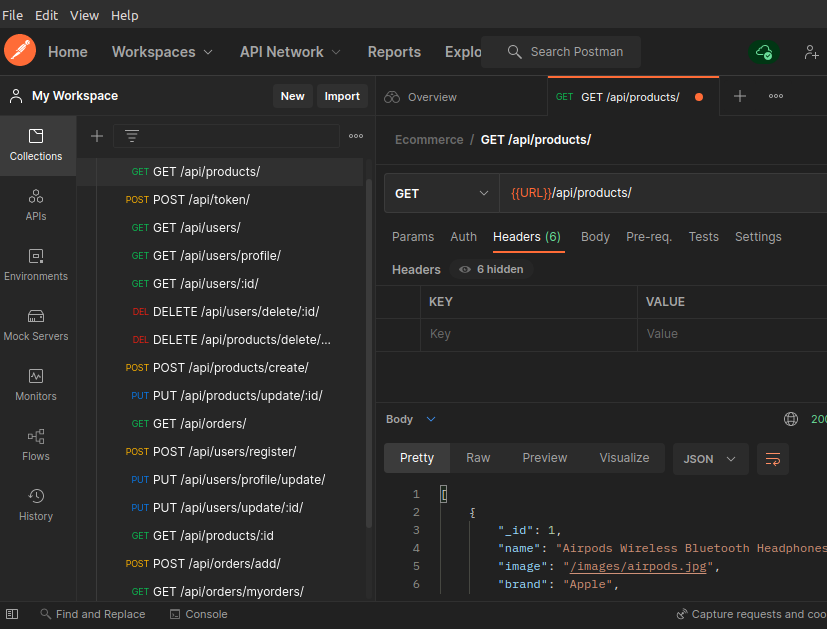 File Edit View Help
Home Workspaces API Network Reports Explo Search Postman
My Workspace New Import Overview GET GET /api/products/
Collections
APIs
Environments
Mock Servers
Monitors
Flows
History
GET GET /api/products/
POST POST /api/token/
GET GET /api/users/
GET GET /api/users/profile/
GET GET /api/users/:id/
DEL DELETE /api/users/delete/:id/
DEL DELETE /api/products/delete/...
POST POST /api/products/create/
PUT PUT /api/products/update/:id/
GET GET /api/orders/
POST POST /api/users/register/
PUT PUT /api/users/profile/update/
PUT PUT /api/users/update/:id/
GET GET /api/products/:id
POST POST /api/orders/add/
GET GET /api/orders/myorders/
Ecommerce / GET /api/products/
GET {{URL}}/api/products/
Params Auth Headers (6) Body Pre-req. Tests Settings
Headers 6 hidden
KEY VALUE
Key Value
Body 200
Pretty Raw Preview Visualize JSON
1 [
2 {
3 "_id": 1,
4 "name": "Airpods Wireless Bluetooth Headphones
5 "image": "/images/airpods.jpg",
6 "brand": "Apple",
Find and Replace Console Capture requests and coo